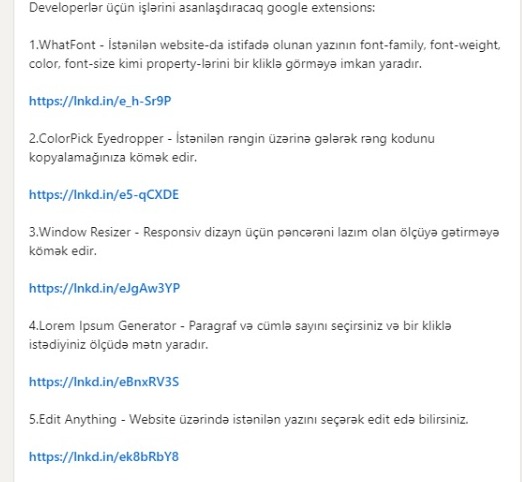 Developerlər üçün işlərini asanlaşdıracaq google extensions:
1.WhatFont - İstənilən website-da istifadə olunan yazının font-family, font-weight,
color, font-size kimi property-lərini bir kliklə görməyə imkan yaradır.
https://lnkd.in/e_h-Sr9P
2.ColorPick Eyedropper - İstənilən rəngin üzərinə gələrək rəng kodunu
kopyalamağınıza kömək edir.
https://lnkd.in/e5-qCXDE
3.Window Resizer - Responsiv dizayn üçün pəncərəni lazım olan ölçüyə gətirməyə
kömək edir.
https://lnkd.in/eJgAw3YP
4.Lorem Ipsum Generator - Paragraf və cümlə sayını seçirsiniz və bir kliklə
istədiyiniz ölçüdə mətn yaradır.
https://lnkd.in/eBnxRV3S
5.Edit Anything - Website üzərində istənilən yazını seçərək edit edə bilirsiniz.
https://lnkd.in/ek8bRbY8